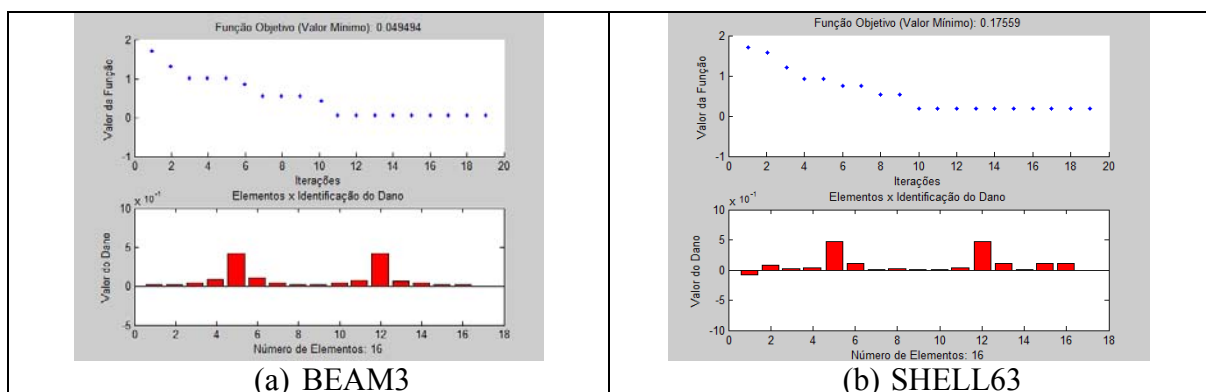 Função Objetivo (Valor Mínimo): 0.049494
2
1
0
-1
Valor da Função
0 2 4 6 8 10 12 14 16 18 20
Iterações
Elementos x Identificação do Dano
x 10⁻¹
10
5
0
-5
Valor do Dano
0 2 4 6 8 10 12 14 16 18
Número de Elementos: 16
(a) BEAM3
Função Objetivo (Valor Mínimo): 0.17559
2
1
0
-1
Valor da Função
0 2 4 6 8 10 12 14 16 18 20
Iterações
Elementos x Identificação do Dano
x 10⁻¹
10
5
0
-5
-10
Valor do Dano
0 2 4 6 8 10 12 14 16 18
Número de Elementos: 16
(b) SHELL63